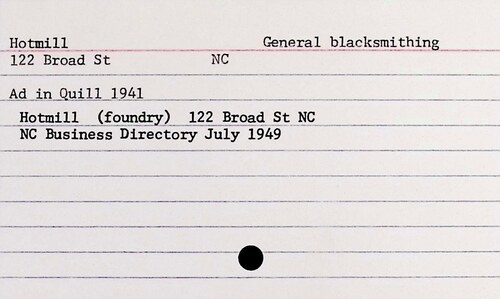 Hotmill General blacksmithing
122 Broad St NC
Ad in Quill 1941
Hotmill (foundry) 122 Broad St NC
NC Business Directory July 1949